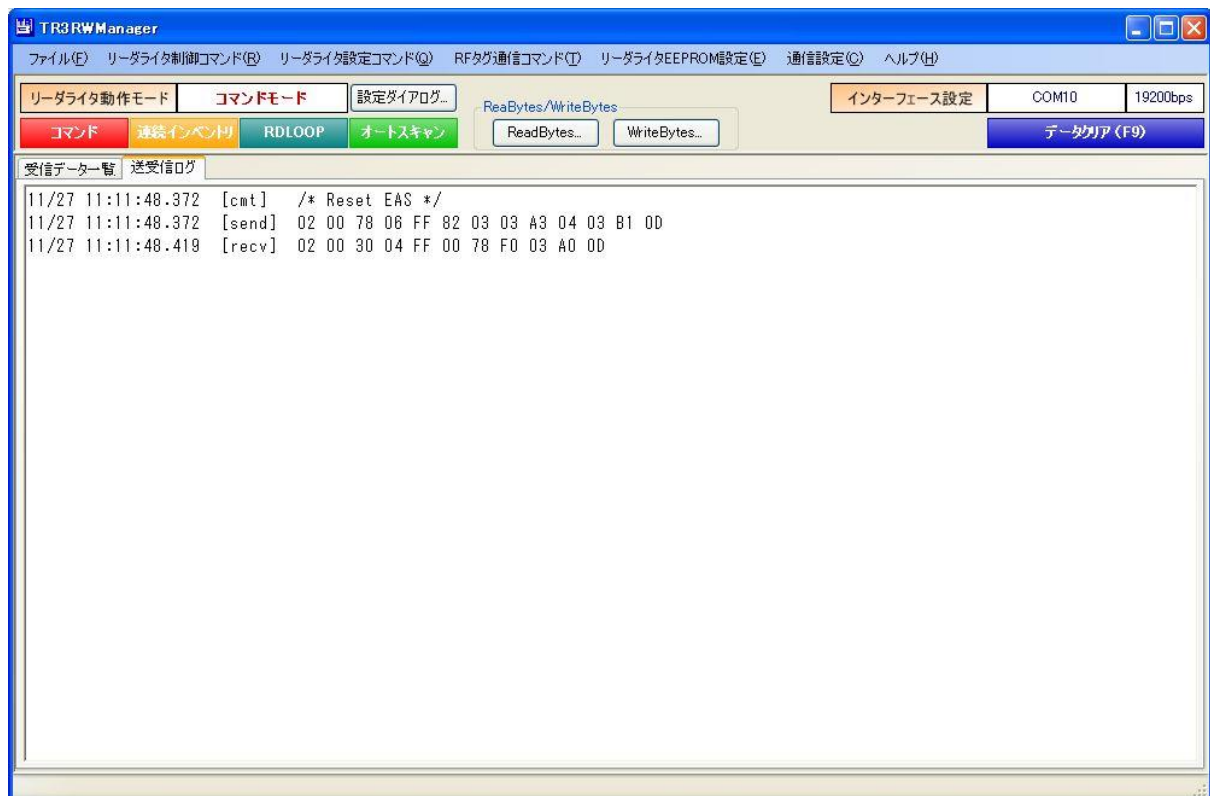 TR3RWManager
ファイル(F) リーダライタ制御コマンド(R) リーダライタ設定コマンド(Q) RFタグ通信コマンド(T) リーダライタEEPROM設定(E) 通信設定(C) ヘルプ(H)
リーダライタ動作モード コマンドモード 設定ダイアログ... ReaBytes/WriteBytes インターフェース設定 COM10 19200bps
コマンド 連続インベントリ RDLOOP オートスキャン ReadBytes... WriteBytes... データクリア (F9)
受信データ一覧 送受信ログ
11/27 11:11:48.372 [cmt] /* Reset EAS */
11/27 11:11:48.372 [send] 02 00 78 06 FF 82 03 03 A3 04 03 B1 0D
11/27 11:11:48.419 [recv] 02 00 30 04 FF 00 78 F0 03 A0 0D